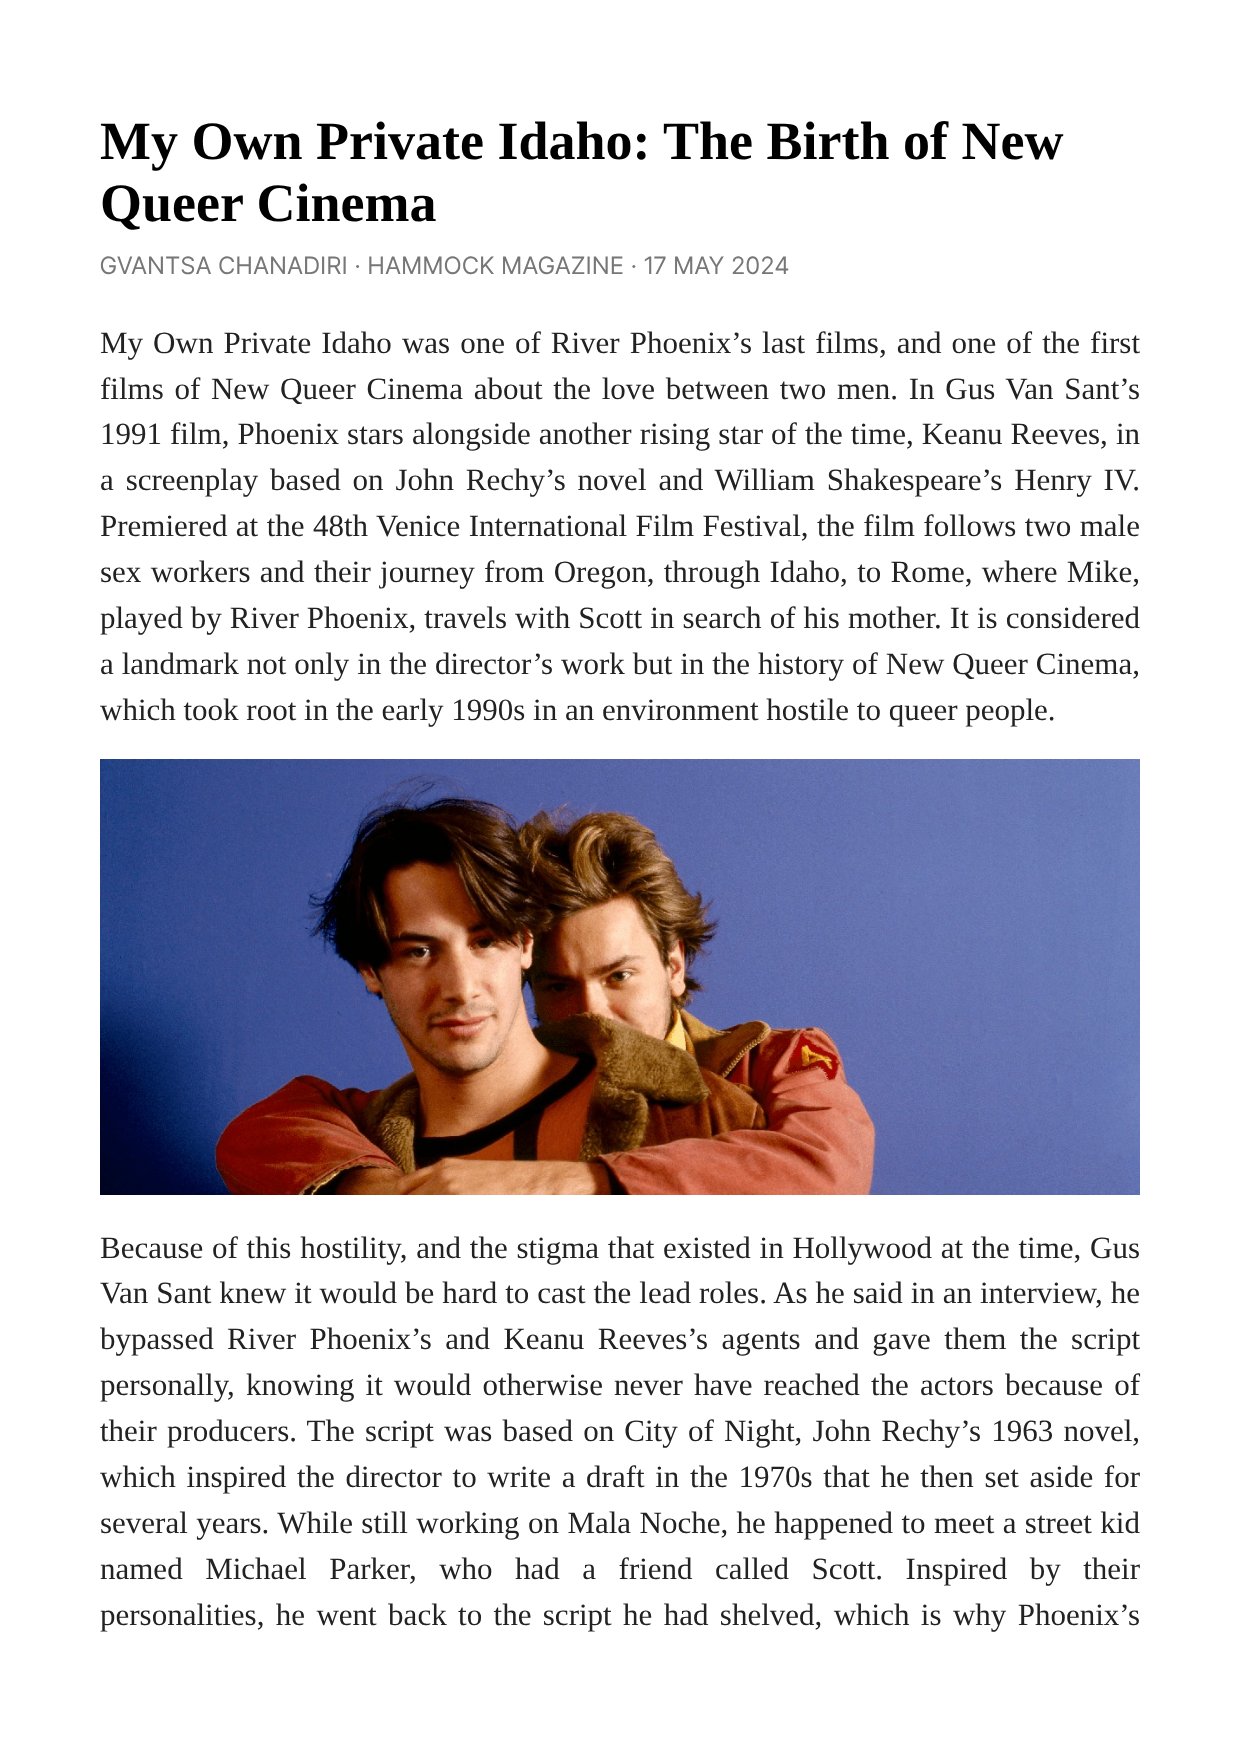 My Own Private Idaho: The Birth of New
Queer Cinema
GVANTSA CHANADIRI · HAMMOCK MAGAZINE · 17 MAY 2024
My Own Private Idaho was one of River Phoenix’s last films, and one of the first
films of New Queer Cinema about the love between two men. In Gus Van Sant’s
1991 film, Phoenix stars alongside another rising star of the time, Keanu Reeves, in
a screenplay based on John Rechy’s novel and William Shakespeare’s Henry IV.
Premiered at the 48th Venice International Film Festival, the film follows two male
sex workers and their journey from Oregon, through Idaho, to Rome, where Mike,
played by River Phoenix, travels with Scott in search of his mother. It is considered
a landmark not only in the director’s work but in the history of New Queer Cinema,
which took root in the early 1990s in an environment hostile to queer people.
Because of this hostility, and the stigma that existed in Hollywood at the time, Gus
Van Sant knew it would be hard to cast the lead roles. As he said in an interview, he
bypassed River Phoenix’s and Keanu Reeves’s agents and gave them the script
personally, knowing it would otherwise never have reached the actors because of
their producers. The script was based on City of Night, John Rechy’s 1963 novel,
which inspired the director to write a draft in the 1970s that he then set aside for
several years. While still working on Mala Noche, he happened to meet a street kid
named Michael Parker, who had a friend called Scott. Inspired by their
personalities, he went back to the script he had shelved, which is why Phoenix’s